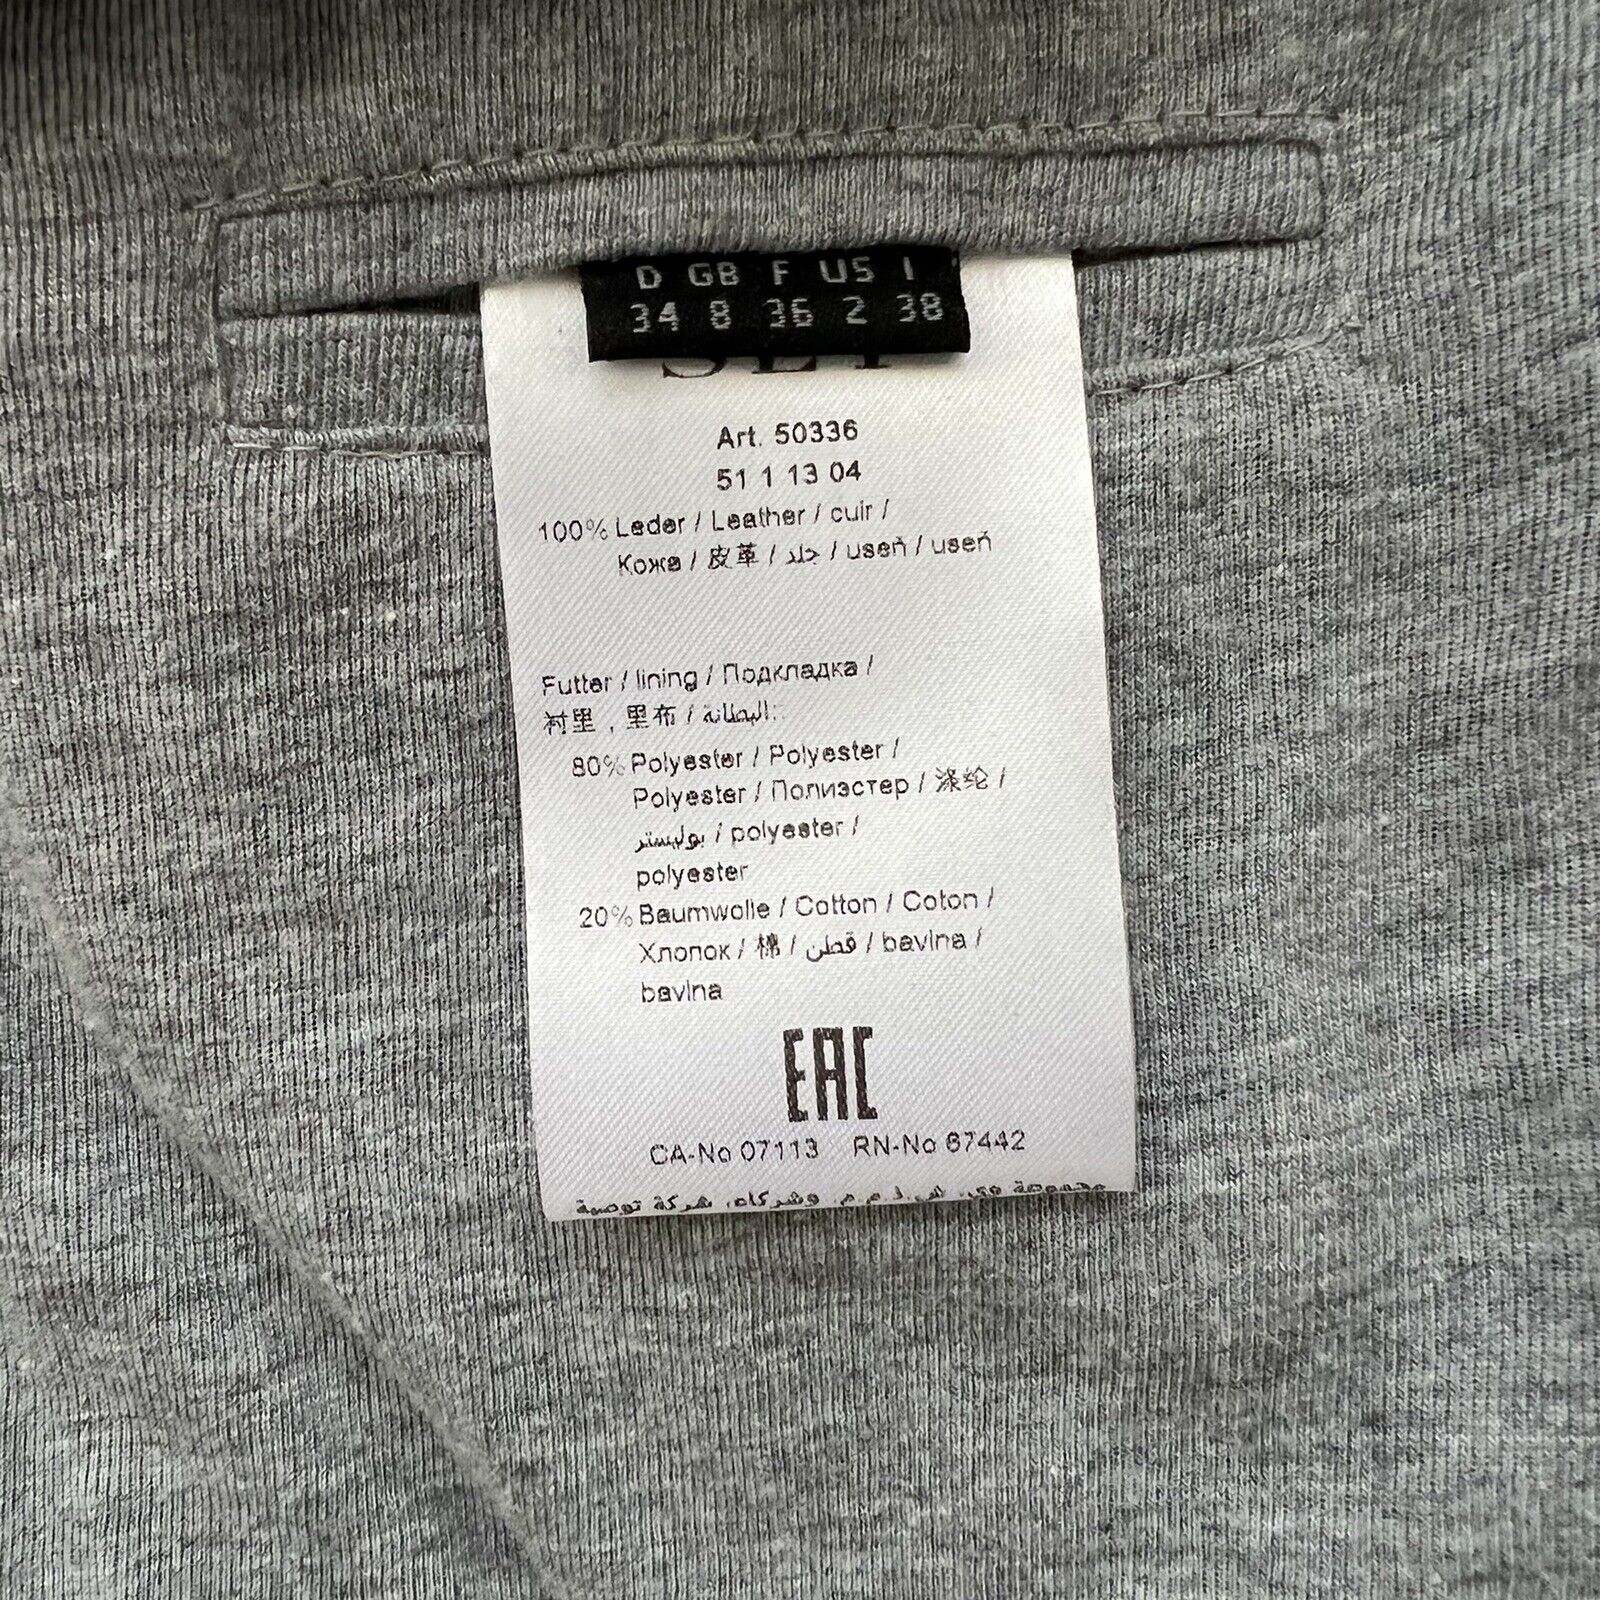 D GB F US I
34 8 36 2 38
Art. 50336
51 1 13 04
100% Leder / Leather / cuir /
Кожа / 皮革 / جلد / useň / useň
Futter / lining / Подкладка /
衬里 , 里布 / البطانة:
80% Polyester / Polyester /
Polyester / Полиэстер / 涤纶 /
بوليستر / polyester /
polyester
20% Baumwolle / Cotton / Coton /
Хлопок / 棉 / قطن / bavlna /
bavlna
EAC
CA-No 07113 RN-No 67442
وشركاه، شركة توصية